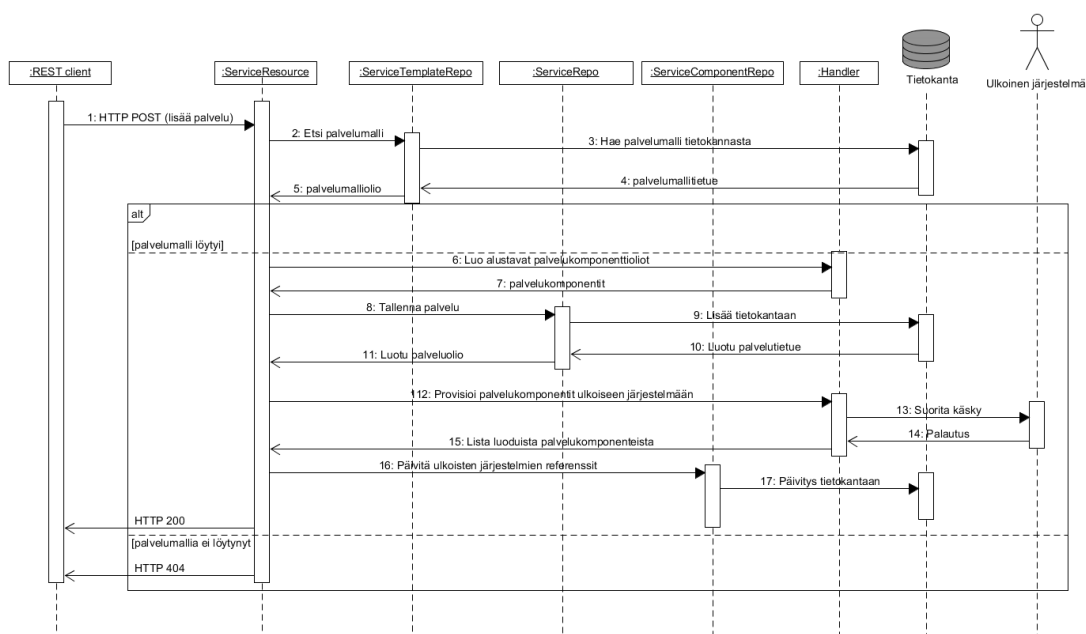 :REST client
:ServiceResource
:ServiceTemplateRepo
:ServiceRepo
:ServiceComponentRepo
:Handler
Tietokanta
Ulkoinen järjestelmä
1: HTTP POST (lisää palvelu)
2: Etsi palvelumalli
3: Hae palvelumalli tietokannasta
4: palvelumallitietue
5: palvelumalliolio
alt
[palvelumalli löytyi]
6: Luo alustavat palvelukomponenttioliot
7: palvelukomponentit
8: Tallenna palvelu
9: Lisää tietokantaan
10: Luotu palvelutietue
11: Luotu palveluolio
112: Provisioi palvelukomponentit ulkoiseen järjestelmään
13: Suorita käsky
14: Palautus
15: Lista luoduista palvelukomponenteista
16: Päivitä ulkoisten järjestelmien referenssit
17: Päivitys tietokantaan
HTTP 200
[palvelumallia ei löytynyt
HTTP 404